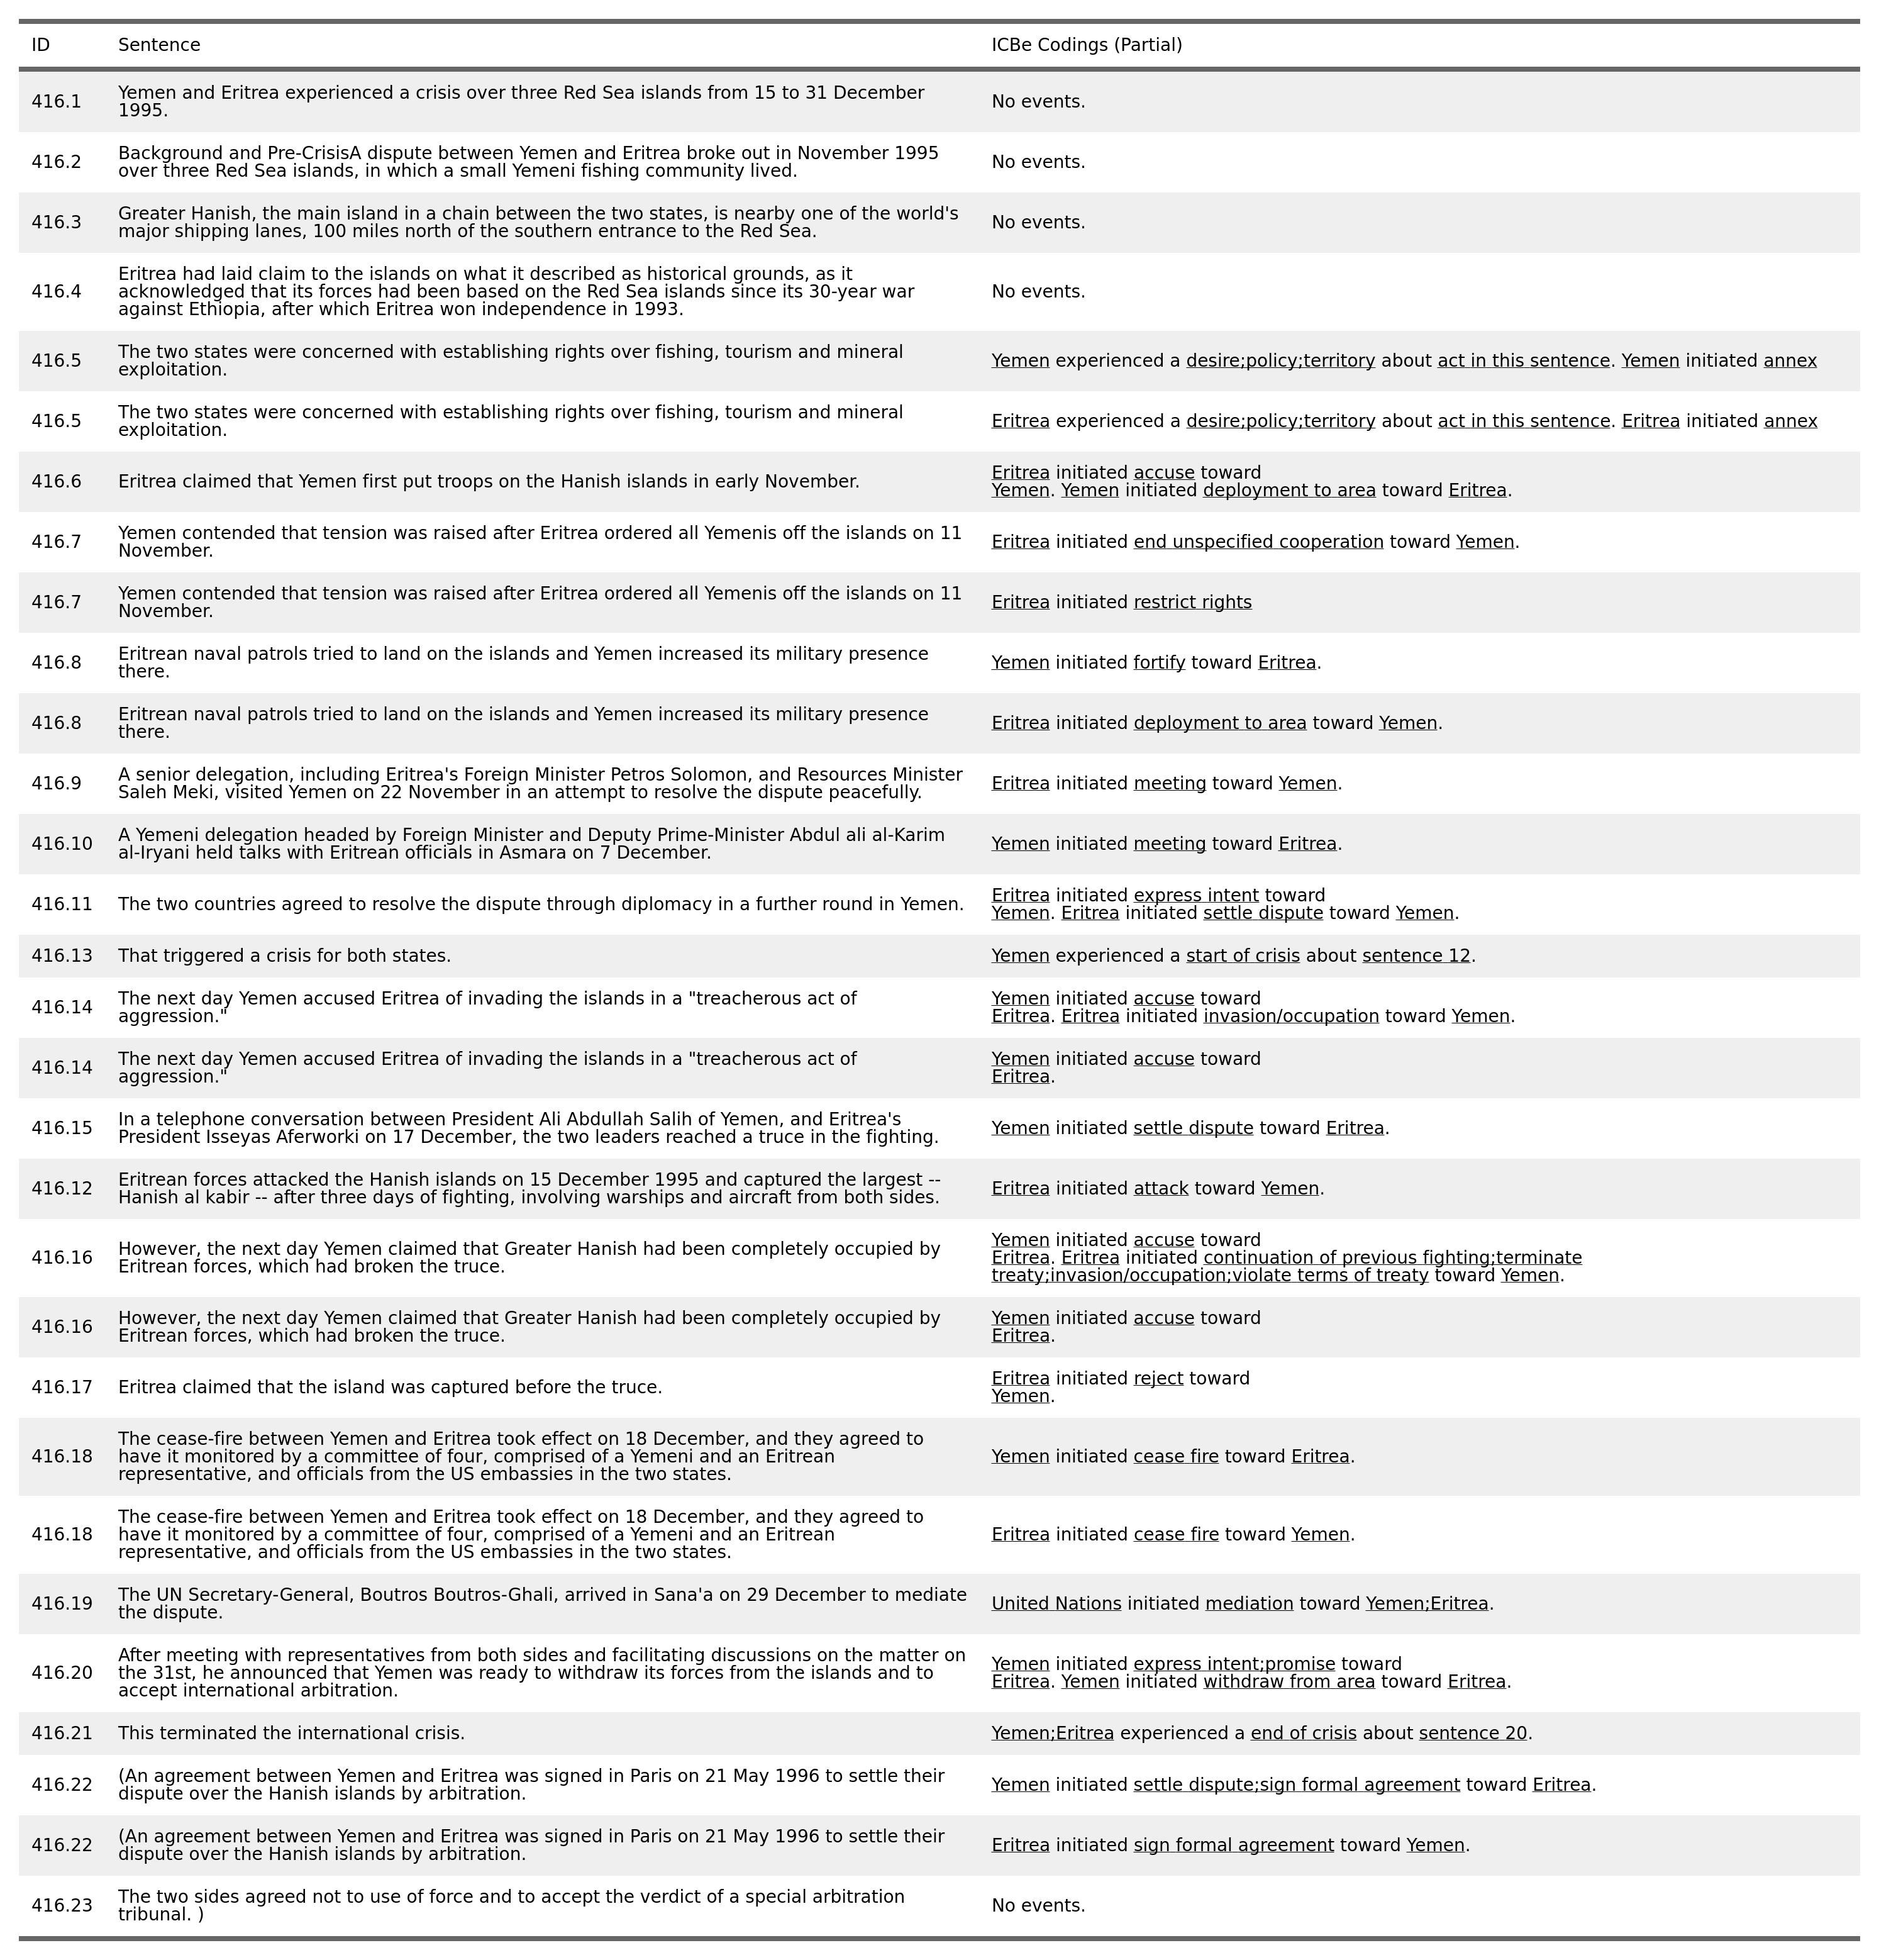 ID Sentence ICBe Codings (Partial)
416.1 Yemen and Eritrea experienced a crisis over three Red Sea islands from 15 to 31 December
1995.
No events.
416.2 Background and Pre-CrisisA dispute between Yemen and Eritrea broke out in November 1995
over three Red Sea islands, in which a small Yemeni fishing community lived.
No events.
416.3 Greater Hanish, the main island in a chain between the two states, is nearby one of the world's
major shipping lanes, 100 miles north of the southern entrance to the Red Sea.
No events.
416.4 Eritrea had laid claim to the islands on what it described as historical grounds, as it
acknowledged that its forces had been based on the Red Sea islands since its 30-year war
against Ethiopia, after which Eritrea won independence in 1993.
No events.
416.5 The two states were concerned with establishing rights over fishing, tourism and mineral
exploitation.
Yemen experienced a desire;policy;territory about act in this sentence. Yemen initiated annex
416.5 The two states were concerned with establishing rights over fishing, tourism and mineral
exploitation.
Eritrea experienced a desire;policy;territory about act in this sentence. Eritrea initiated annex
416.6 Eritrea claimed that Yemen first put troops on the Hanish islands in early November.
Eritrea initiated accuse toward
Yemen. Yemen initiated deployment to area toward Eritrea.
416.7 Yemen contended that tension was raised after Eritrea ordered all Yemenis off the islands on 11
November.
Eritrea initiated end unspecified cooperation toward Yemen.
416.7 Yemen contended that tension was raised after Eritrea ordered all Yemenis off the islands on 11
November.
Eritrea initiated restrict rights
416.8 Eritrean naval patrols tried to land on the islands and Yemen increased its military presence
there.
Yemen initiated fortify toward Eritrea.
416.8 Eritrean naval patrols tried to land on the islands and Yemen increased its military presence
there.
Eritrea initiated deployment to area toward Yemen.
416.9 A senior delegation, including Eritrea's Foreign Minister Petros Solomon, and Resources Minister
Saleh Meki, visited Yemen on 22 November in an attempt to resolve the dispute peacefully.
Eritrea initiated meeting toward Yemen.
416.10 A Yemeni delegation headed by Foreign Minister and Deputy Prime-Minister Abdul ali al-Karim
al-Iryani held talks with Eritrean officials in Asmara on 7 December.
Yemen initiated meeting toward Eritrea.
416.11 The two countries agreed to resolve the dispute through diplomacy in a further round in Yemen.
Eritrea initiated express intent toward
Yemen. Eritrea initiated settle dispute toward Yemen.
416.13 That triggered a crisis for both states.
Yemen experienced a start of crisis about sentence 12.
416.14 The next day Yemen accused Eritrea of invading the islands in a "treacherous act of
aggression."
Yemen initiated accuse toward
Eritrea. Eritrea initiated invasion/occupation toward Yemen.
416.14 The next day Yemen accused Eritrea of invading the islands in a "treacherous act of
aggression."
Yemen initiated accuse toward
Eritrea.
416.15 In a telephone conversation between President Ali Abdullah Salih of Yemen, and Eritrea's
President Isseyas Aferworki on 17 December, the two leaders reached a truce in the fighting.
Yemen initiated settle dispute toward Eritrea.
416.12 Eritrean forces attacked the Hanish islands on 15 December 1995 and captured the largest --
Hanish al kabir -- after three days of fighting, involving warships and aircraft from both sides.
Eritrea initiated attack toward Yemen.
416.16 However, the next day Yemen claimed that Greater Hanish had been completely occupied by
Eritrean forces, which had broken the truce.
Yemen initiated accuse toward
Eritrea. Eritrea initiated continuation of previous fighting;terminate
treaty;invasion/occupation;violate terms of treaty toward Yemen.
416.16 However, the next day Yemen claimed that Greater Hanish had been completely occupied by
Eritrean forces, which had broken the truce.
Yemen initiated accuse toward
Eritrea.
416.17 Eritrea claimed that the island was captured before the truce.
Eritrea initiated reject toward
Yemen.
416.18 The cease-fire between Yemen and Eritrea took effect on 18 December, and they agreed to
have it monitored by a committee of four, comprised of a Yemeni and an Eritrean
representative, and officials from the US embassies in the two states.
Yemen initiated cease fire toward Eritrea.
416.18 The cease-fire between Yemen and Eritrea took effect on 18 December, and they agreed to
have it monitored by a committee of four, comprised of a Yemeni and an Eritrean
representative, and officials from the US embassies in the two states.
Eritrea initiated cease fire toward Yemen.
416.19 The UN Secretary-General, Boutros Boutros-Ghali, arrived in Sana'a on 29 December to mediate
the dispute.
United Nations initiated mediation toward Yemen;Eritrea.
416.20 After meeting with representatives from both sides and facilitating discussions on the matter on
the 31st, he announced that Yemen was ready to withdraw its forces from the islands and to
accept international arbitration.
Yemen initiated express intent;promise toward
Eritrea. Yemen initiated withdraw from area toward Eritrea.
416.21 This terminated the international crisis.
Yemen;Eritrea experienced a end of crisis about sentence 20.
416.22 (An agreement between Yemen and Eritrea was signed in Paris on 21 May 1996 to settle their
dispute over the Hanish islands by arbitration.
Yemen initiated settle dispute;sign formal agreement toward Eritrea.
416.22 (An agreement between Yemen and Eritrea was signed in Paris on 21 May 1996 to settle their
dispute over the Hanish islands by arbitration.
Eritrea initiated sign formal agreement toward Yemen.
416.23 The two sides agreed not to use of force and to accept the verdict of a special arbitration
tribunal. )
No events.